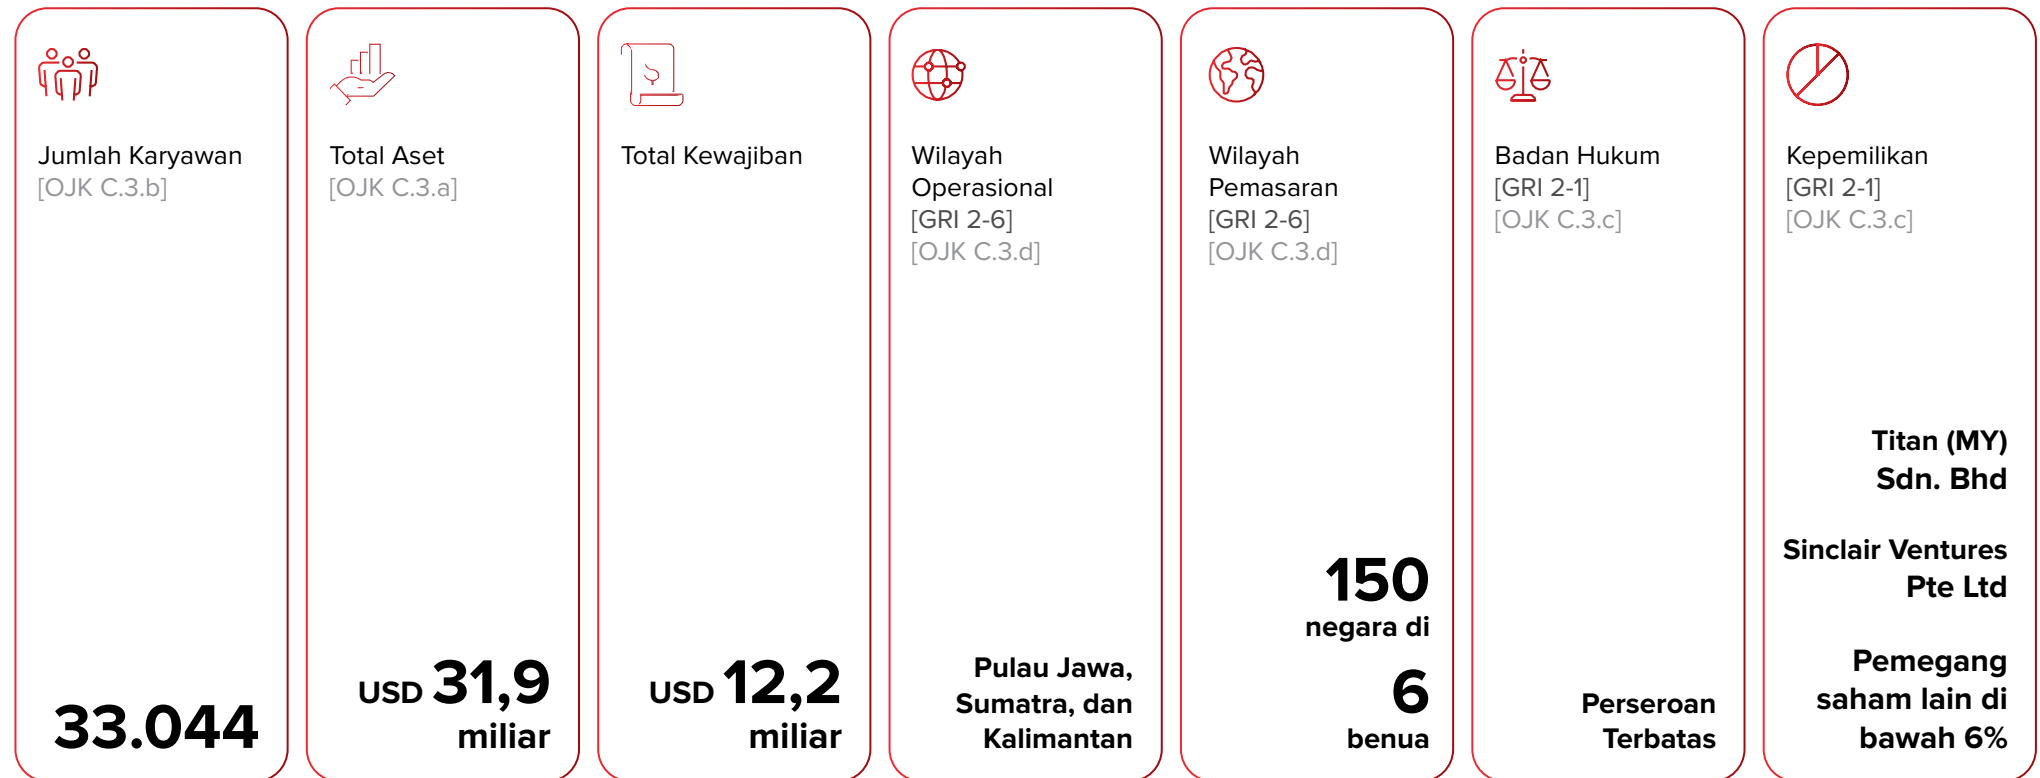 Jumlah Karyawan
[OJK C.3.b]
33.044
Total Aset
[OJK C.3.a]
USD 31,9
miliar
Total Kewajiban
USD 12,2
miliar
Wilayah
Operasional
[GRI 2-6]
[OJK C.3.d]
Pulau Jawa,
Sumatra, dan
Kalimantan
Wilayah
Pemasaran
[GRI 2-6]
[OJK C.3.d]
150
negara di
6
benua
Badan Hukum
[GRI 2-1]
[OJK C.3.c]
Perseroan
Terbatas
Kepemilikan
[GRI 2-1]
[OJK C.3.c]
Titan (MY)
Sdn. Bhd
Sinclair Ventures
Pte Ltd
Pemegang
saham lain di
bawah 6%